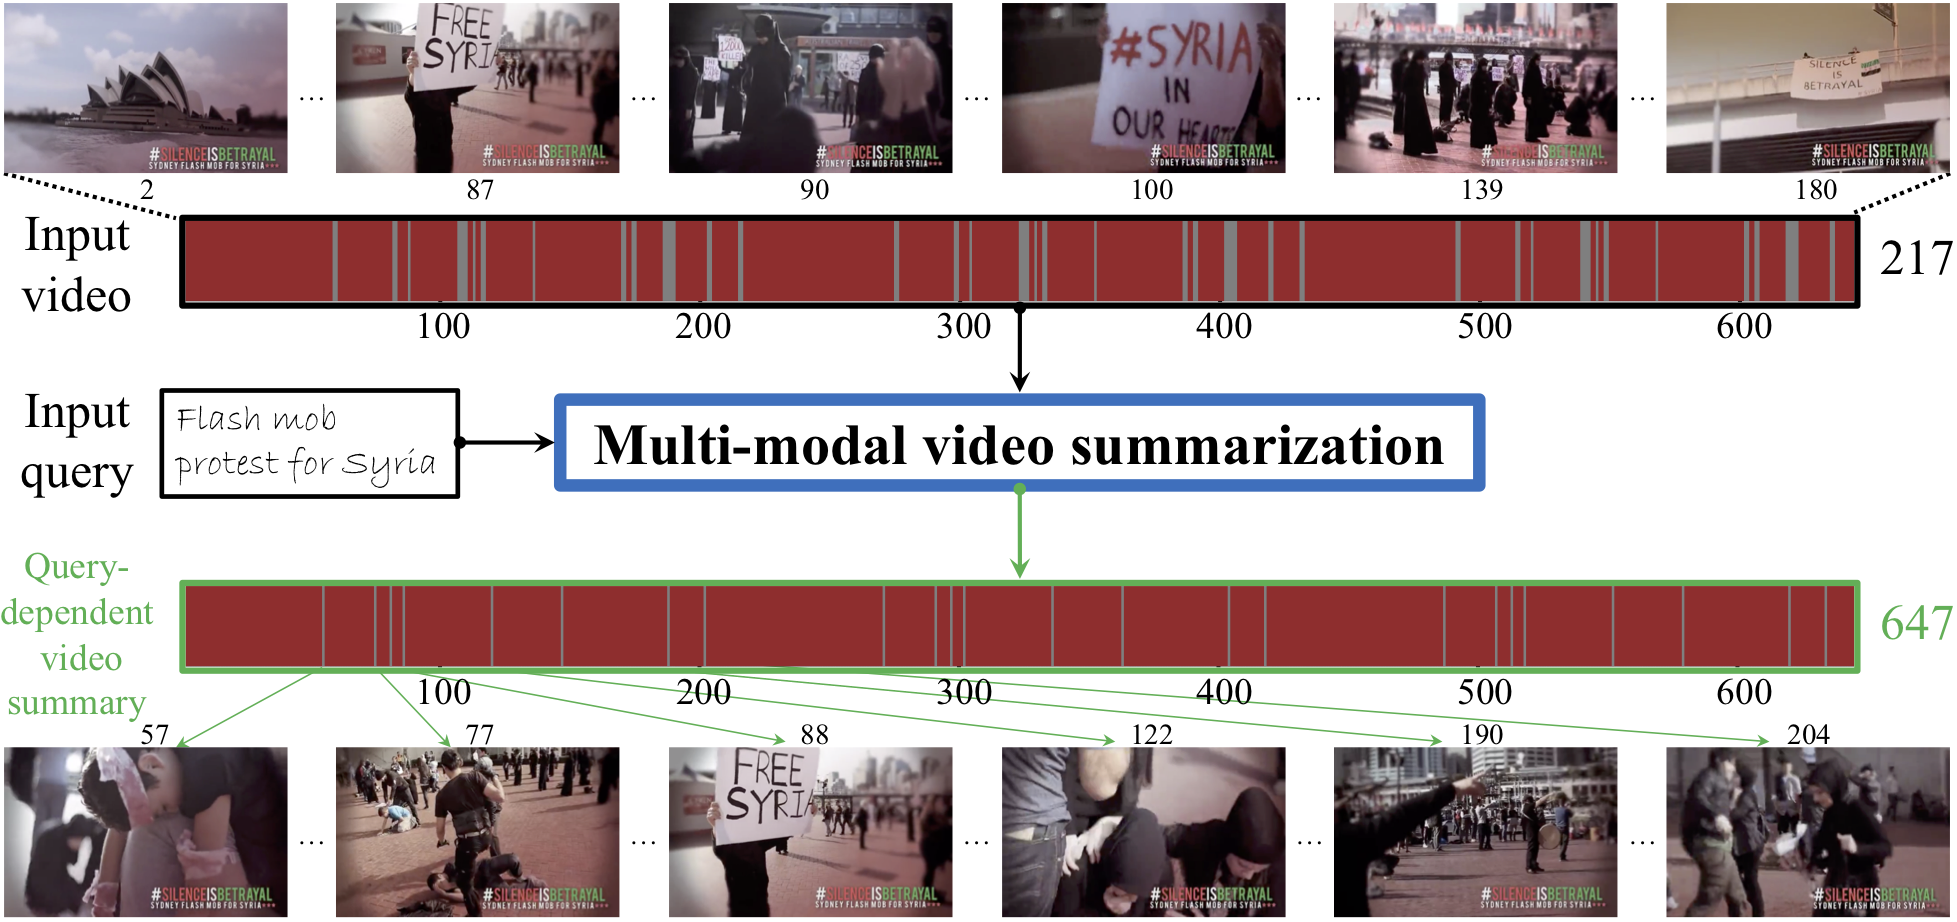 FREE
SYRIA
#SYRIA
IN
OUR HEARTS
SILENCE
IS
BETRAYAL
#SILENCEISBETRAYAL
SYDNEY FLASH MOB FOR SYRIA
#SILENCEISBETRAYAL
SYDNEY FLASH MOB FOR SYRIA
#SILENCEISBETRAYAL
SYDNEY FLASH MOB FOR SYRIA
#SILENCEISBETRAYAL
SYDNEY FLASH MOB FOR SYRIA
#SILENCEISBETRAYAL
SYDNEY FLASH MOB FOR SYRIA
#SILENCEISBETRAYAL
SYDNEY FLASH MOB FOR SYRIA
... ... ... ... ...
2 87 90 100 139 180
Input
video
217
100 200 300 400 500 600
Input
query
Flash mob
protest for Syria
Multi-modal video summarization
Query-
dependent
video
summary
647
100 200 300 400 500 600
57 77 88 122 190 204
FREE
SYRIA
... ... ... ... ...
#SILENCEISBETRAYAL
SYDNEY FLASH MOB FOR SYRIA
#SILENCEISBETRAYAL
SYDNEY FLASH MOB FOR SYRIA
#SILENCEISBETRAYAL
SYDNEY FLASH MOB FOR SYRIA
#SILENCEISBETRAYAL
SYDNEY FLASH MOB FOR SYRIA
#SILENCEISBETRAYAL
SYDNEY FLASH MOB FOR SYRIA
#SILENCEISBETRAYAL
SYDNEY FLASH MOB FOR SYRIA